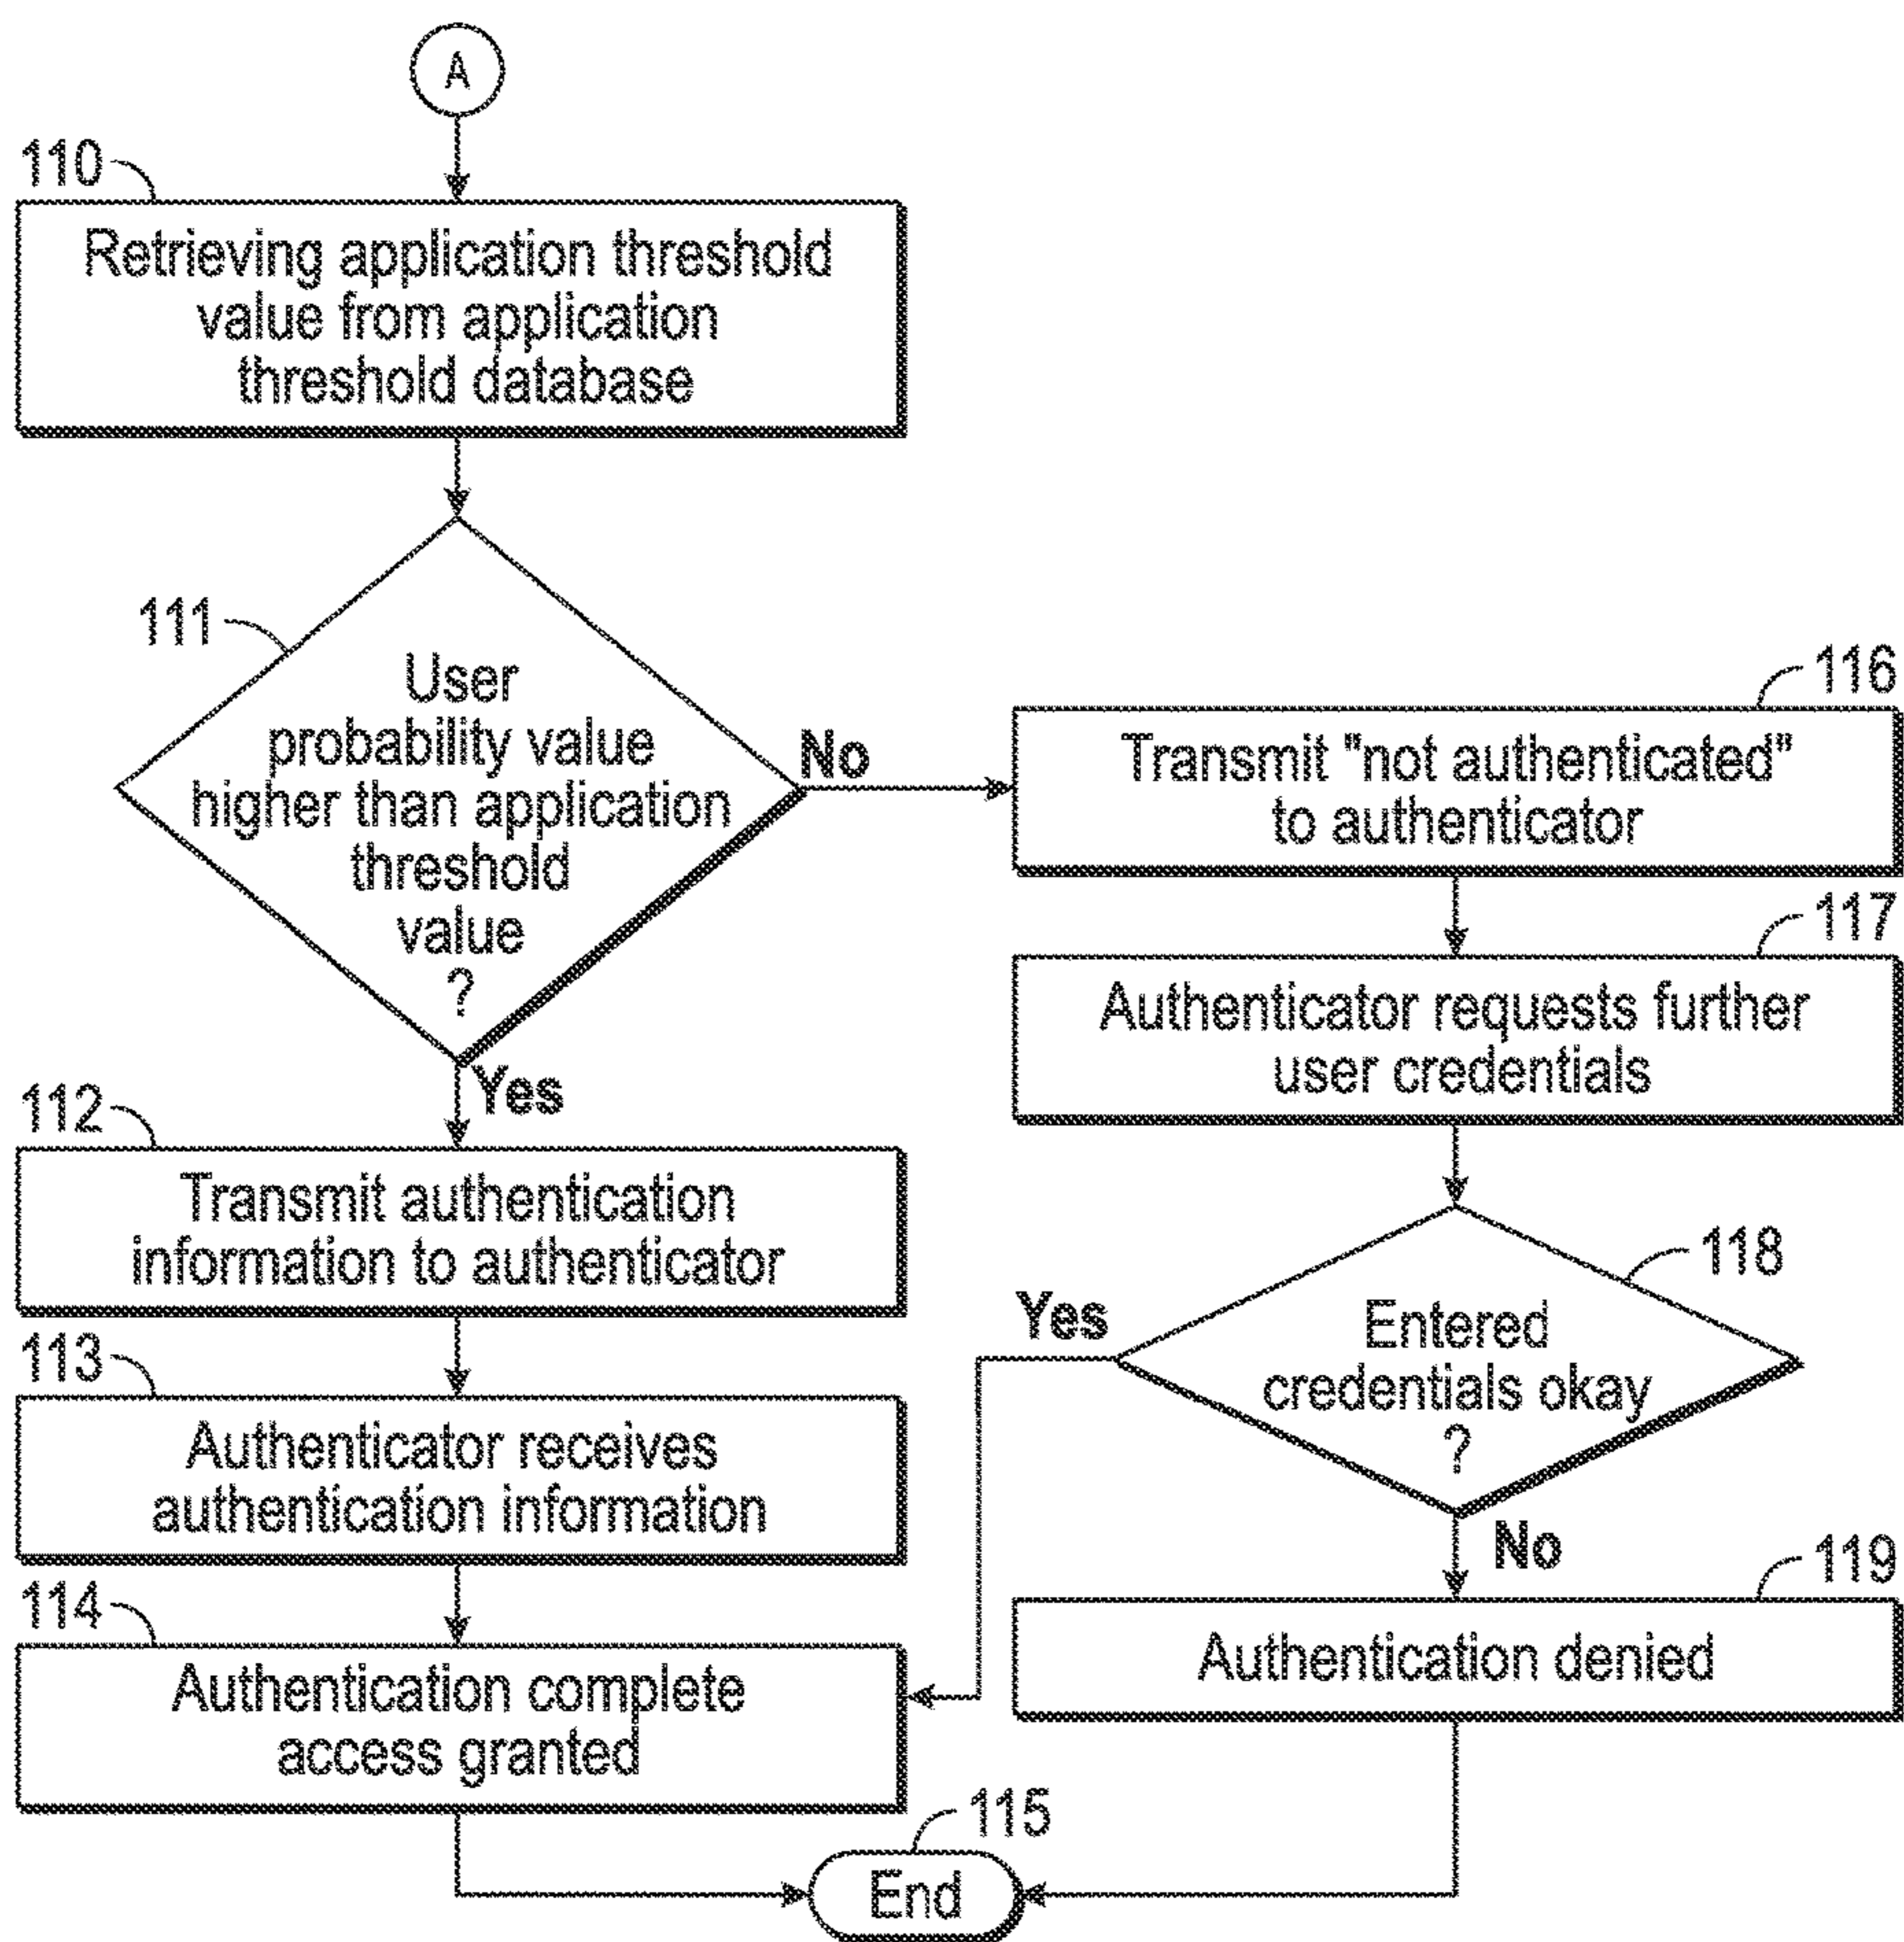 A
110
Retrieving application threshold
value from application
threshold database
111
User
probability value
higher than application
threshold
value
?
No
Yes
116
Transmit "not authenticated"
to authenticator
117
Authenticator requests further
user credentials
112
Transmit authentication
information to authenticator
118
Entered
credentials okay
?
Yes
No
113
Authenticator receives
authentication information
119
Authentication denied
114
Authentication complete
access granted
115
End